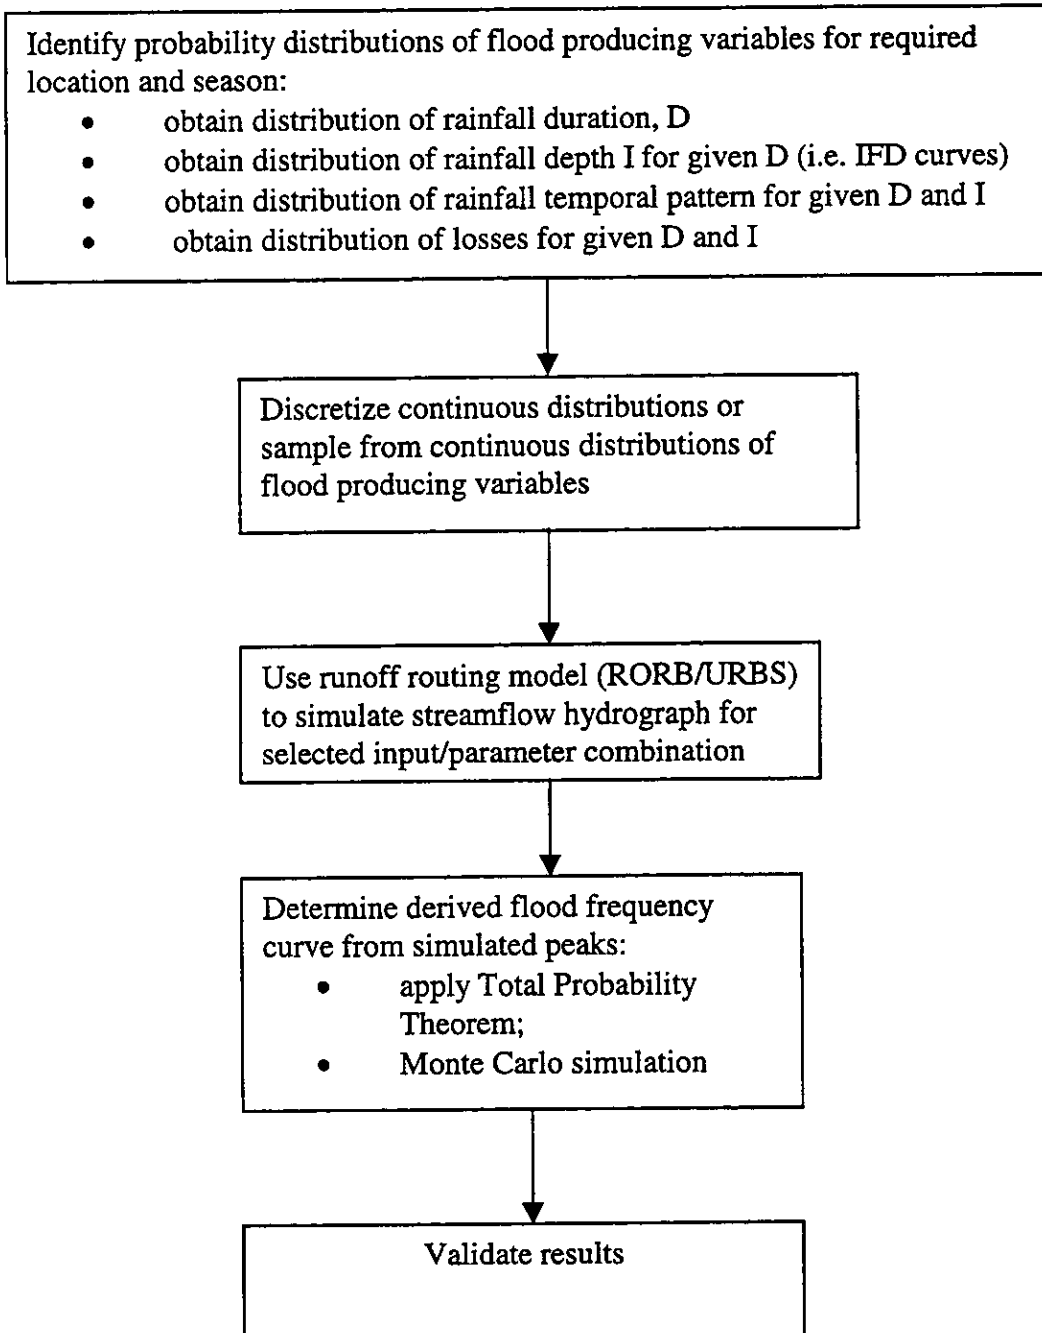 Identify probability distributions of flood producing variables for required
location and season:
• obtain distribution of rainfall duration, D
• obtain distribution of rainfall depth I for given D (i.e. IFD curves)
• obtain distribution of rainfall temporal pattern for given D and I
• obtain distribution of losses for given D and I
Discretize continuous distributions or
sample from continuous distributions of
flood producing variables
Use runoff routing model (RORB/URBS)
to simulate streamflow hydrograph for
selected input/parameter combination
Determine derived flood frequency
curve from simulated peaks:
• apply Total Probability
Theorem;
• Monte Carlo simulation
Validate results